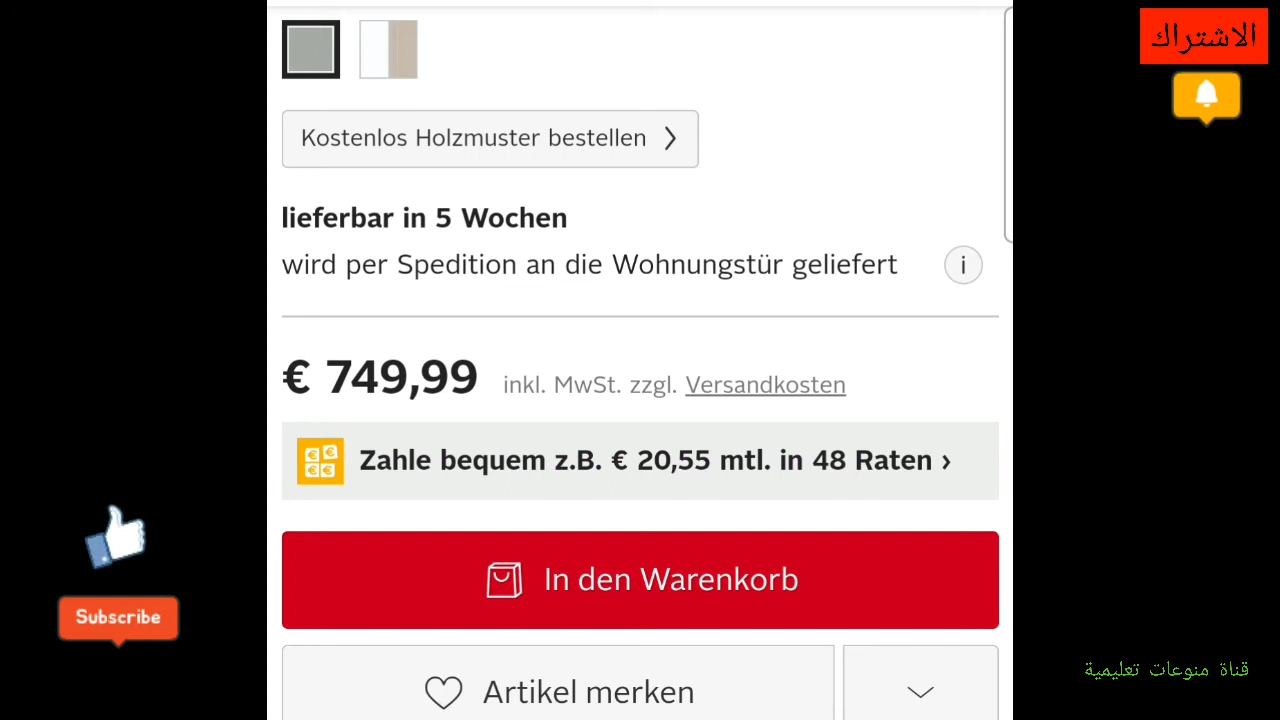 الاشتراك
Kostenlos Holzmuster bestellen
lieferbar in 5 Wochen
wird per Spedition an die Wohnungstür geliefert
i
€ 749,99 inkl. MwSt. zzgl. Versandkosten
Zahle bequem z.B. € 20,55 mtl. in 48 Raten ›
In den Warenkorb
Subscribe
Artikel merken
قناة منوعات تعليمية